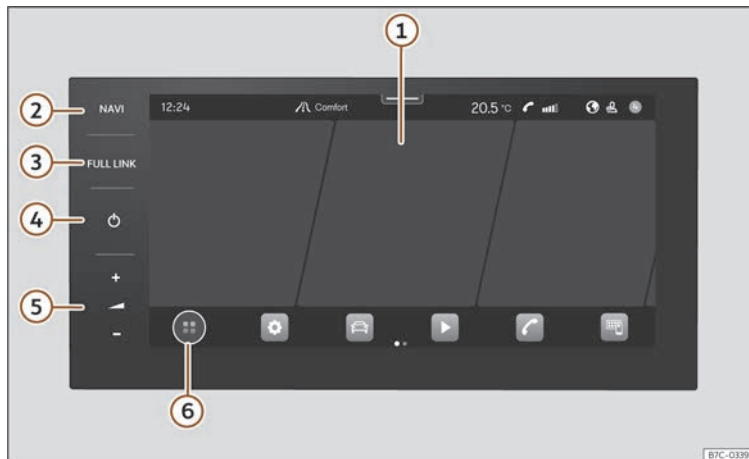 1
2
NAVI
12:24
Comfort
20.5 °C
3
FULL LINK
4
+
5
-
6
B7C-0339